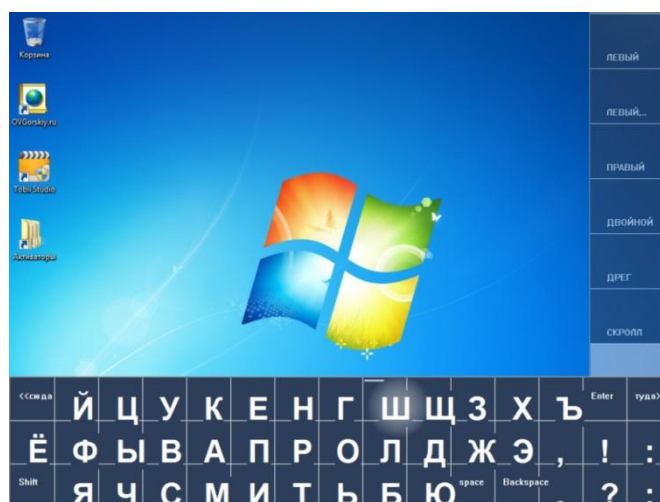 Корзина
OVGorskiy.ru
Tobii Studio
Активаторы
ЛЕВЫЙ
ЛЕВЫЙ...
ПРАВЫЙ
ДВОЙНОЙ
ДРЕГ
СКРОЛЛ
<<сюда Й Ц У К Е Н Г Ш Щ З Х Ъ Enter туда>
Ё Ф Ы В А П Р О Л Д Ж Э , ! :
Shift Я Ч С М И Т Ь Б Ю space Backspace . ? ;